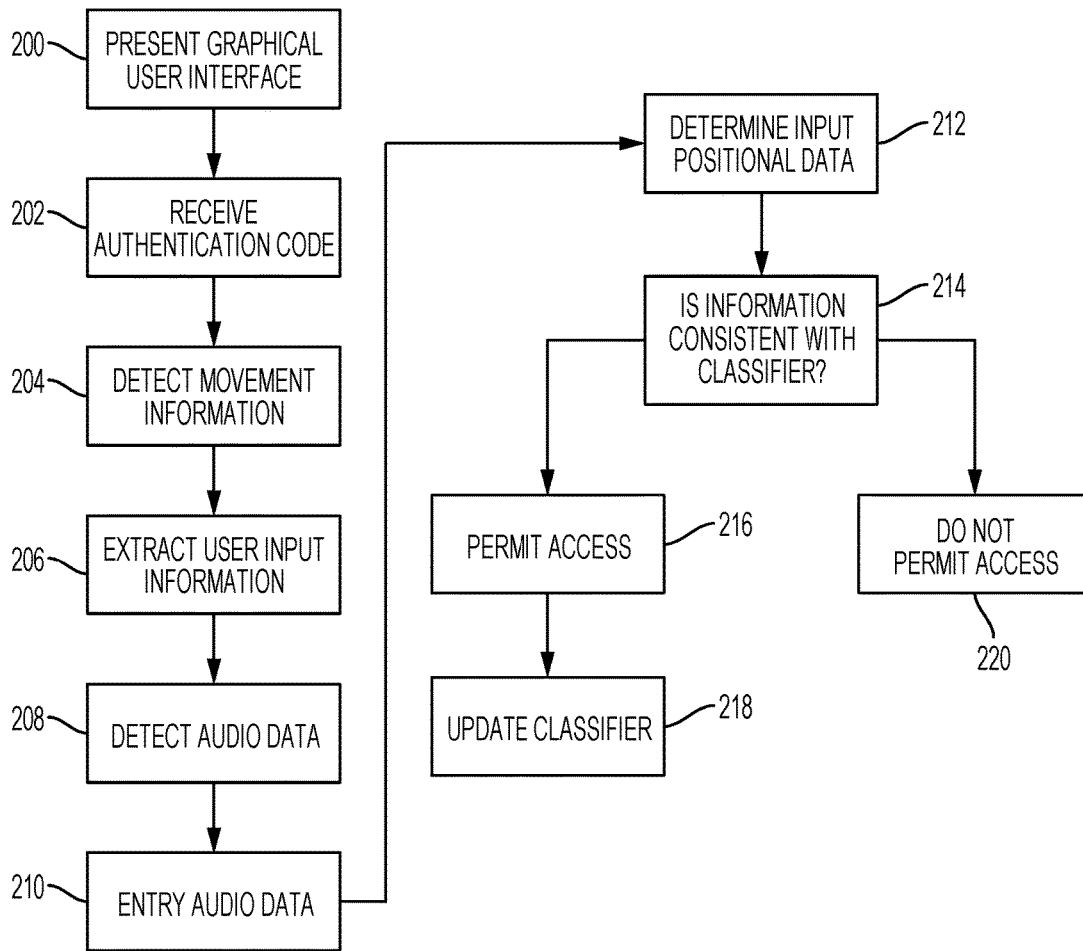 200
PRESENT GRAPHICAL
USER INTERFACE
202
RECEIVE
AUTHENTICATION CODE
204
DETECT MOVEMENT
INFORMATION
206
EXTRACT USER INPUT
INFORMATION
208
DETECT AUDIO DATA
210
ENTRY AUDIO DATA
DETERMINE INPUT
POSITIONAL DATA
212
IS INFORMATION
CONSISTENT WITH
CLASSIFIER?
214
PERMIT ACCESS
216
UPDATE CLASSIFIER
218
DO NOT
PERMIT ACCESS
220